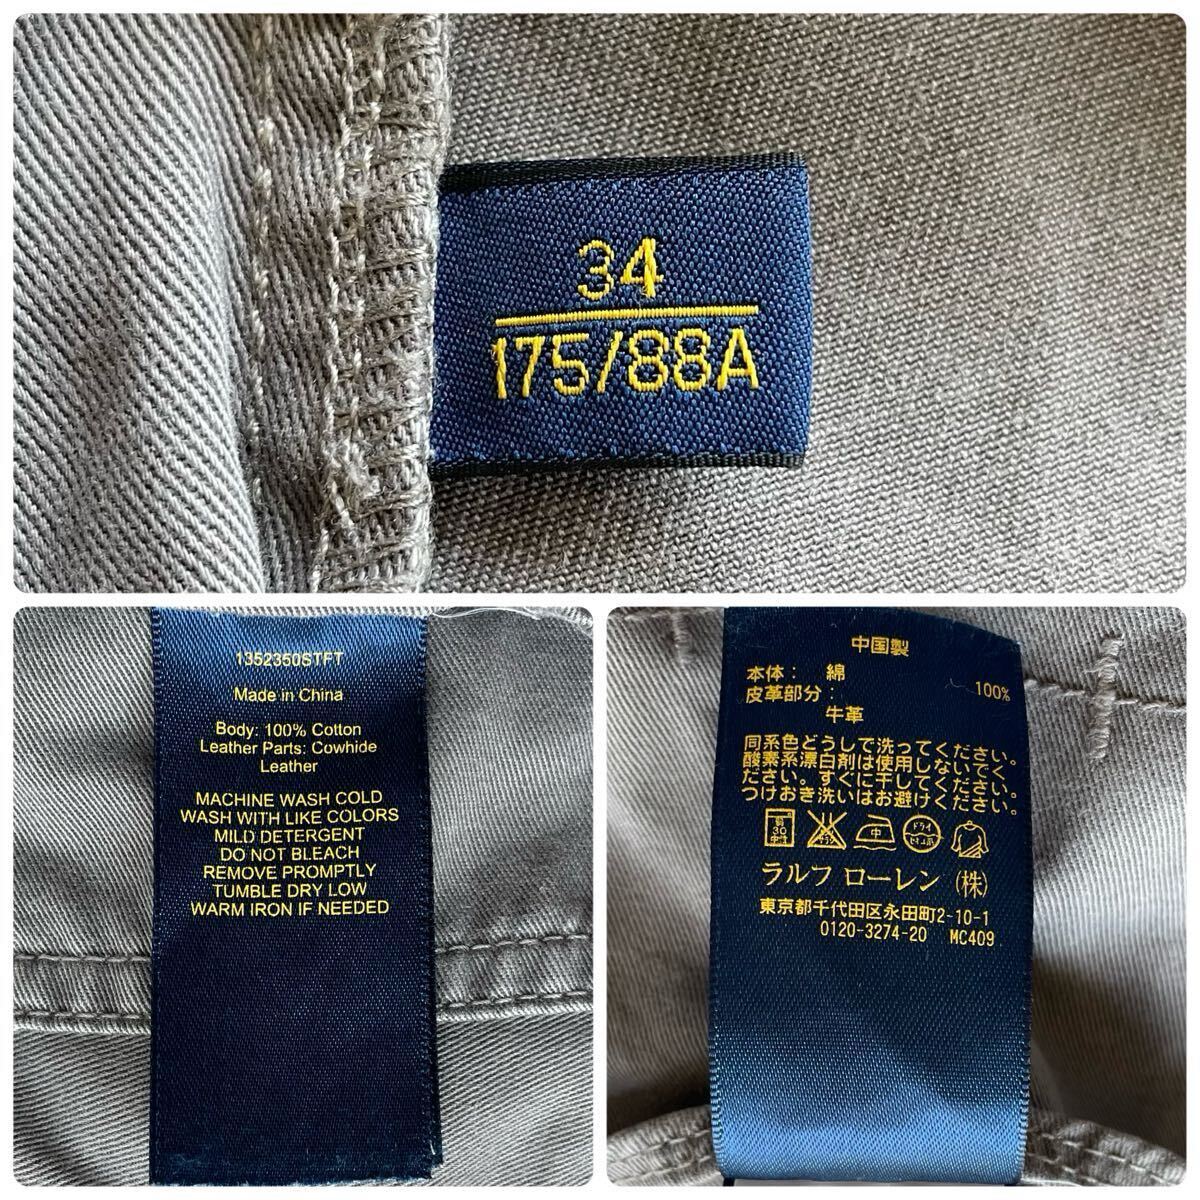 34
175/88A
1352350STFT
Made in China
Body: 100% Cotton
Leather Parts: Cowhide
Leather
MACHINE WASH COLD
WASH WITH LIKE COLORS
MILD DETERGENT
DO NOT BLEACH
REMOVE PROMPTLY
TUMBLE DRY LOW
WARM IRON IF NEEDED
中国製
本体： 綿 100%
皮革部分：
牛革
同系色どうしで洗ってください。
酸素系漂白剤は使用しないでく
ださい。すぐに干してください。
つけおき洗いはお避けください。
30 中 ドライ
ラルフ ローレン (株)
東京都千代田区永田町2-10-1
0120-3274-20 MC409